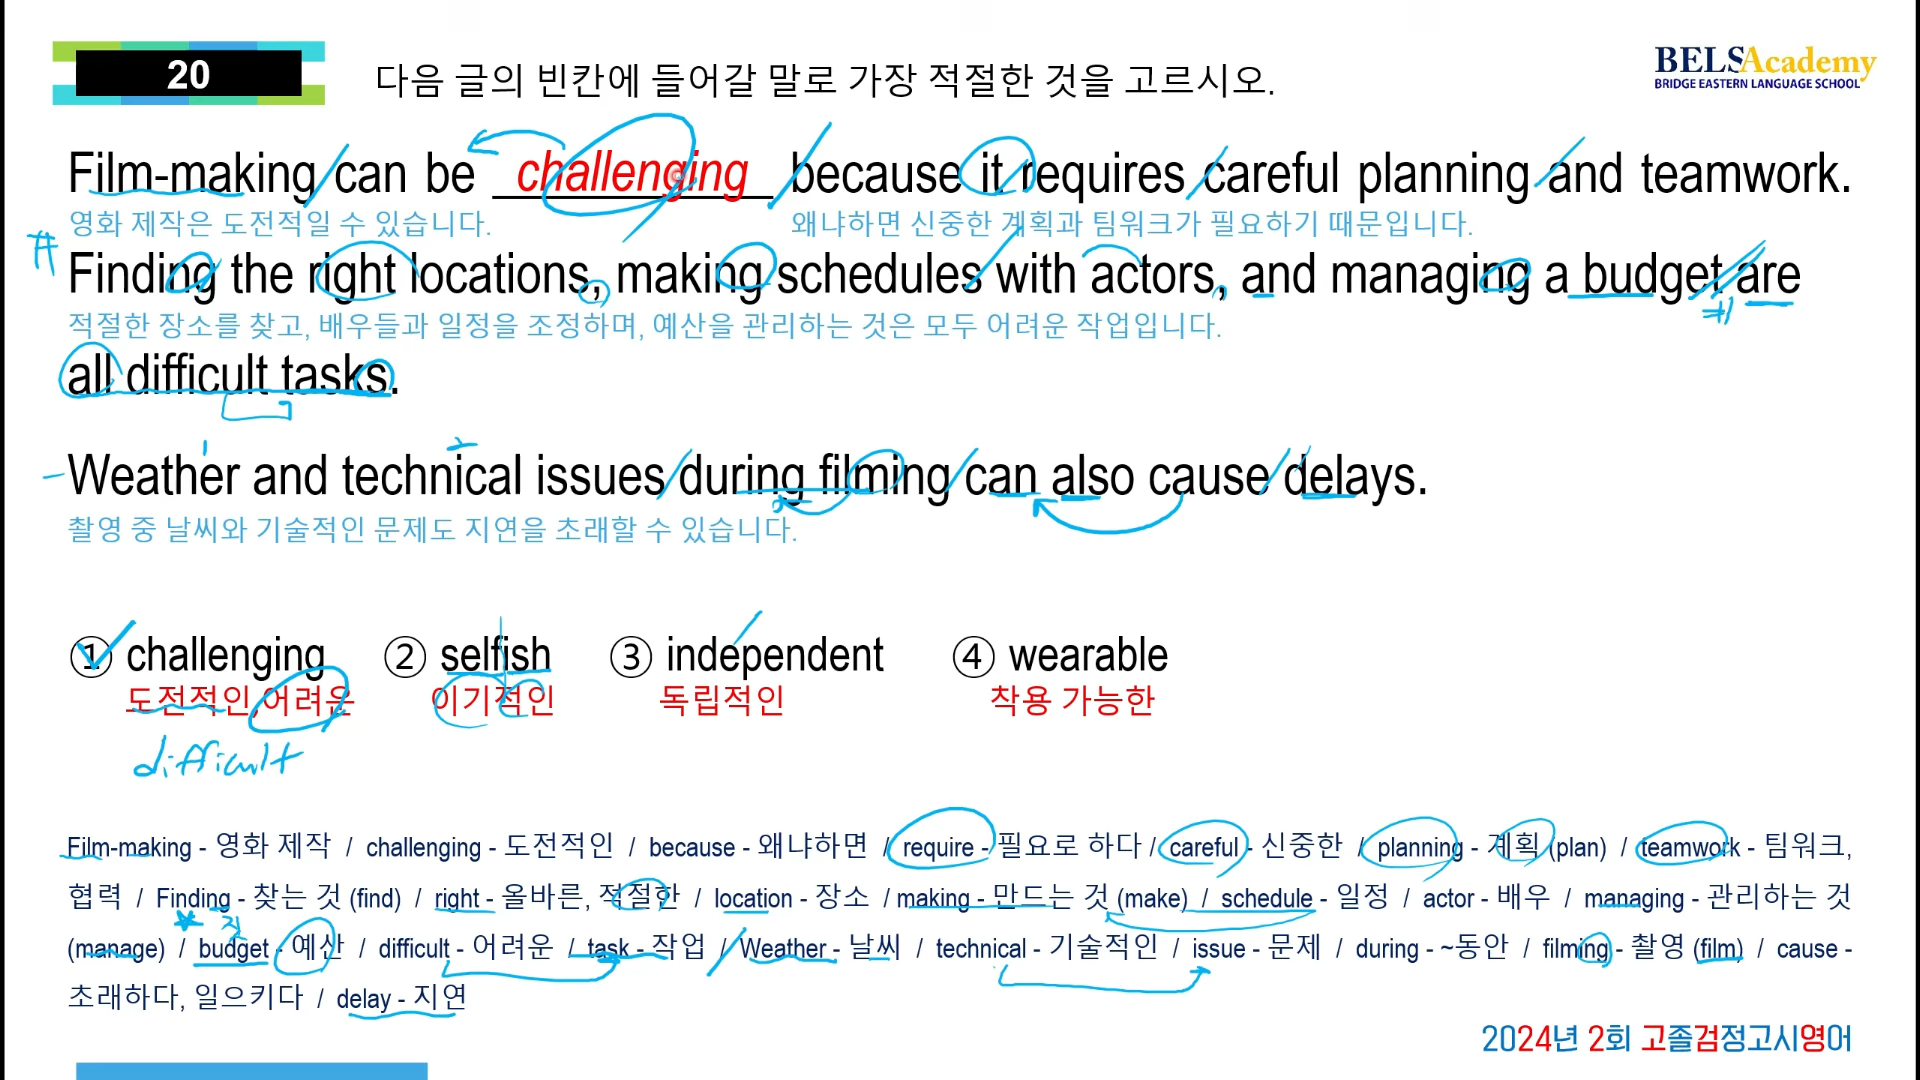 20
다음 글의 빈칸에 들어갈 말로 가장 적절한 것을 고르시오.
BELSAcademy
BRIDGE EASTERN LANGUAGE SCHOOL
Film-making can be challenging because it requires careful planning and teamwork.
영화 제작은 도전적일 수 있습니다. 왜냐하면 신중한 계획과 팀워크가 필요하기 때문입니다.
Finding the right locations, making schedules with actors, and managing a budget are
적절한 장소를 찾고, 배우들과 일정을 조정하며, 예산을 관리하는 것은 모두 어려운 작업입니다.
all difficult tasks.
Weather and technical issues during filming can also cause delays.
촬영 중 날씨와 기술적인 문제도 지연을 초래할 수 있습니다.
① challenging ② selfish ③ independent ④ wearable
도전적인,어려운 이기적인 독립적인 착용 가능한
difficult
Film-making - 영화 제작 / challenging - 도전적인 / because - 왜냐하면 / require - 필요로 하다 / careful - 신중한 / planning - 계획 (plan) / teamwork - 팀워크,
협력 / Finding - 찾는 것 (find) / right - 올바른, 적절한 / location - 장소 / making - 만드는 것 (make) / schedule - 일정 / actor - 배우 / managing - 관리하는 것
(manage) / budget - 예산 / difficult - 어려운 / task - 작업 / Weather - 날씨 / technical - 기술적인 / issue - 문제 / during - ~동안 / filming - 촬영 (film) / cause -
초래하다, 일으키다 / delay - 지연
2024년 2회 고졸검정고시영어